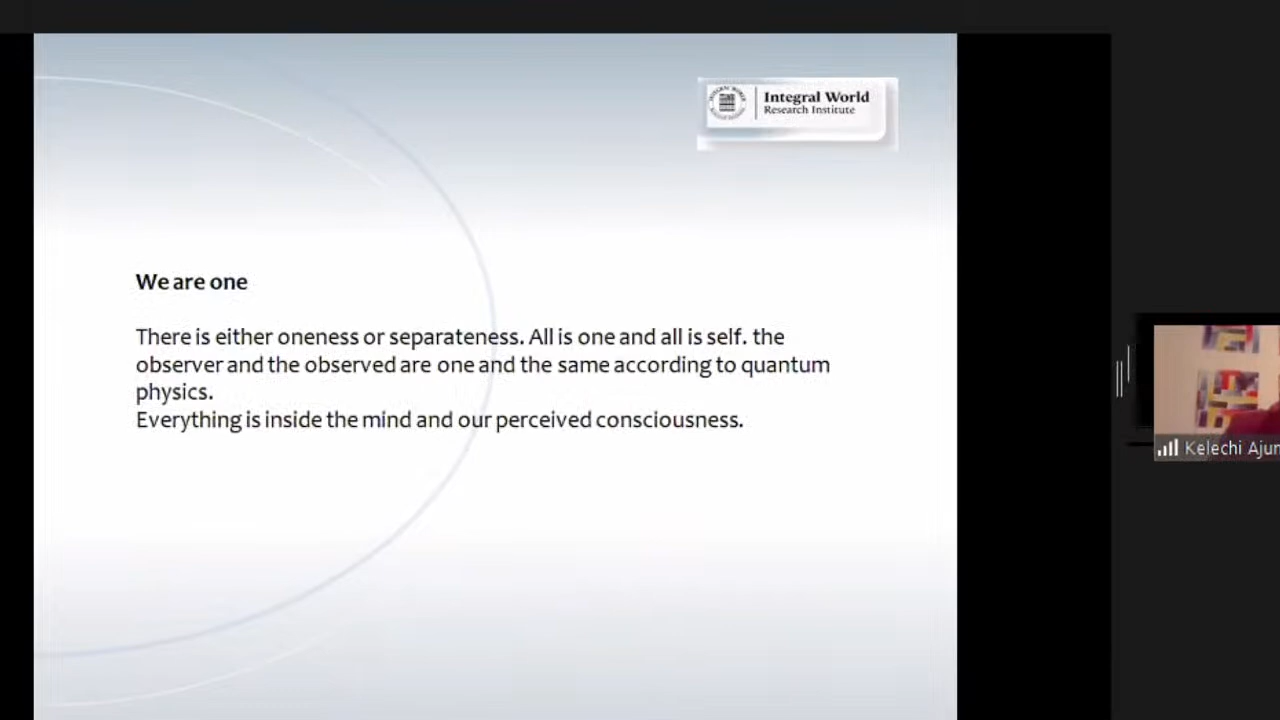 Integral World
Research Institute
We are one
There is either oneness or separateness. All is one and all is self. the
observer and the observed are one and the same according to quantum
physics.
Everything is inside the mind and our perceived consciousness.
Kelechi Ajun